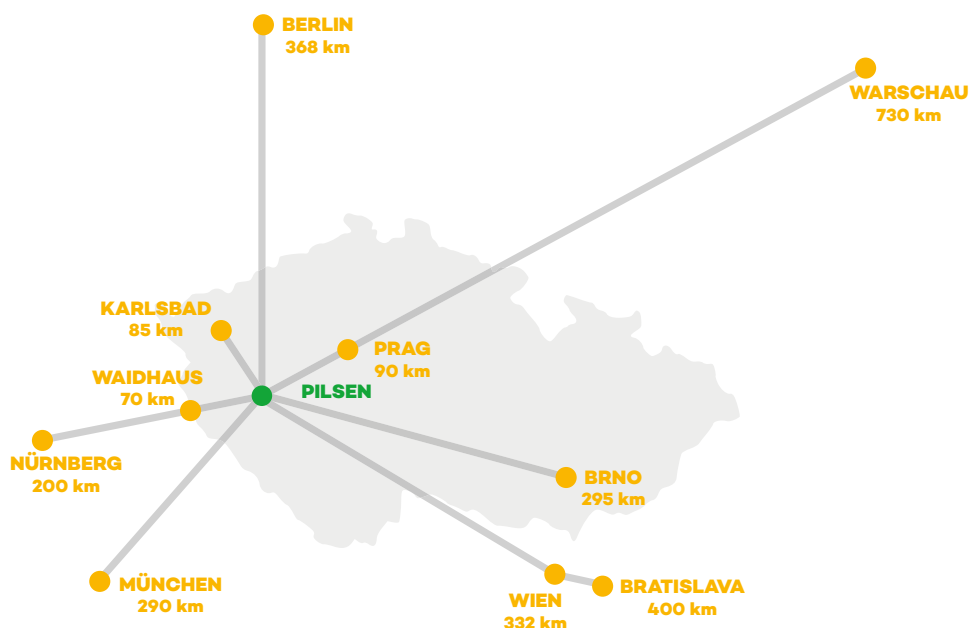 BERLIN
368 km
WARSCHAU
730 km
KARLSBAD
85 km
PRAG
90 km
WAIDHAUS
70 km
PILSEN
NÜRNBERG
200 km
BRNO
295 km
MÜNCHEN
290 km
WIEN
332 km
BRATISLAVA
400 km